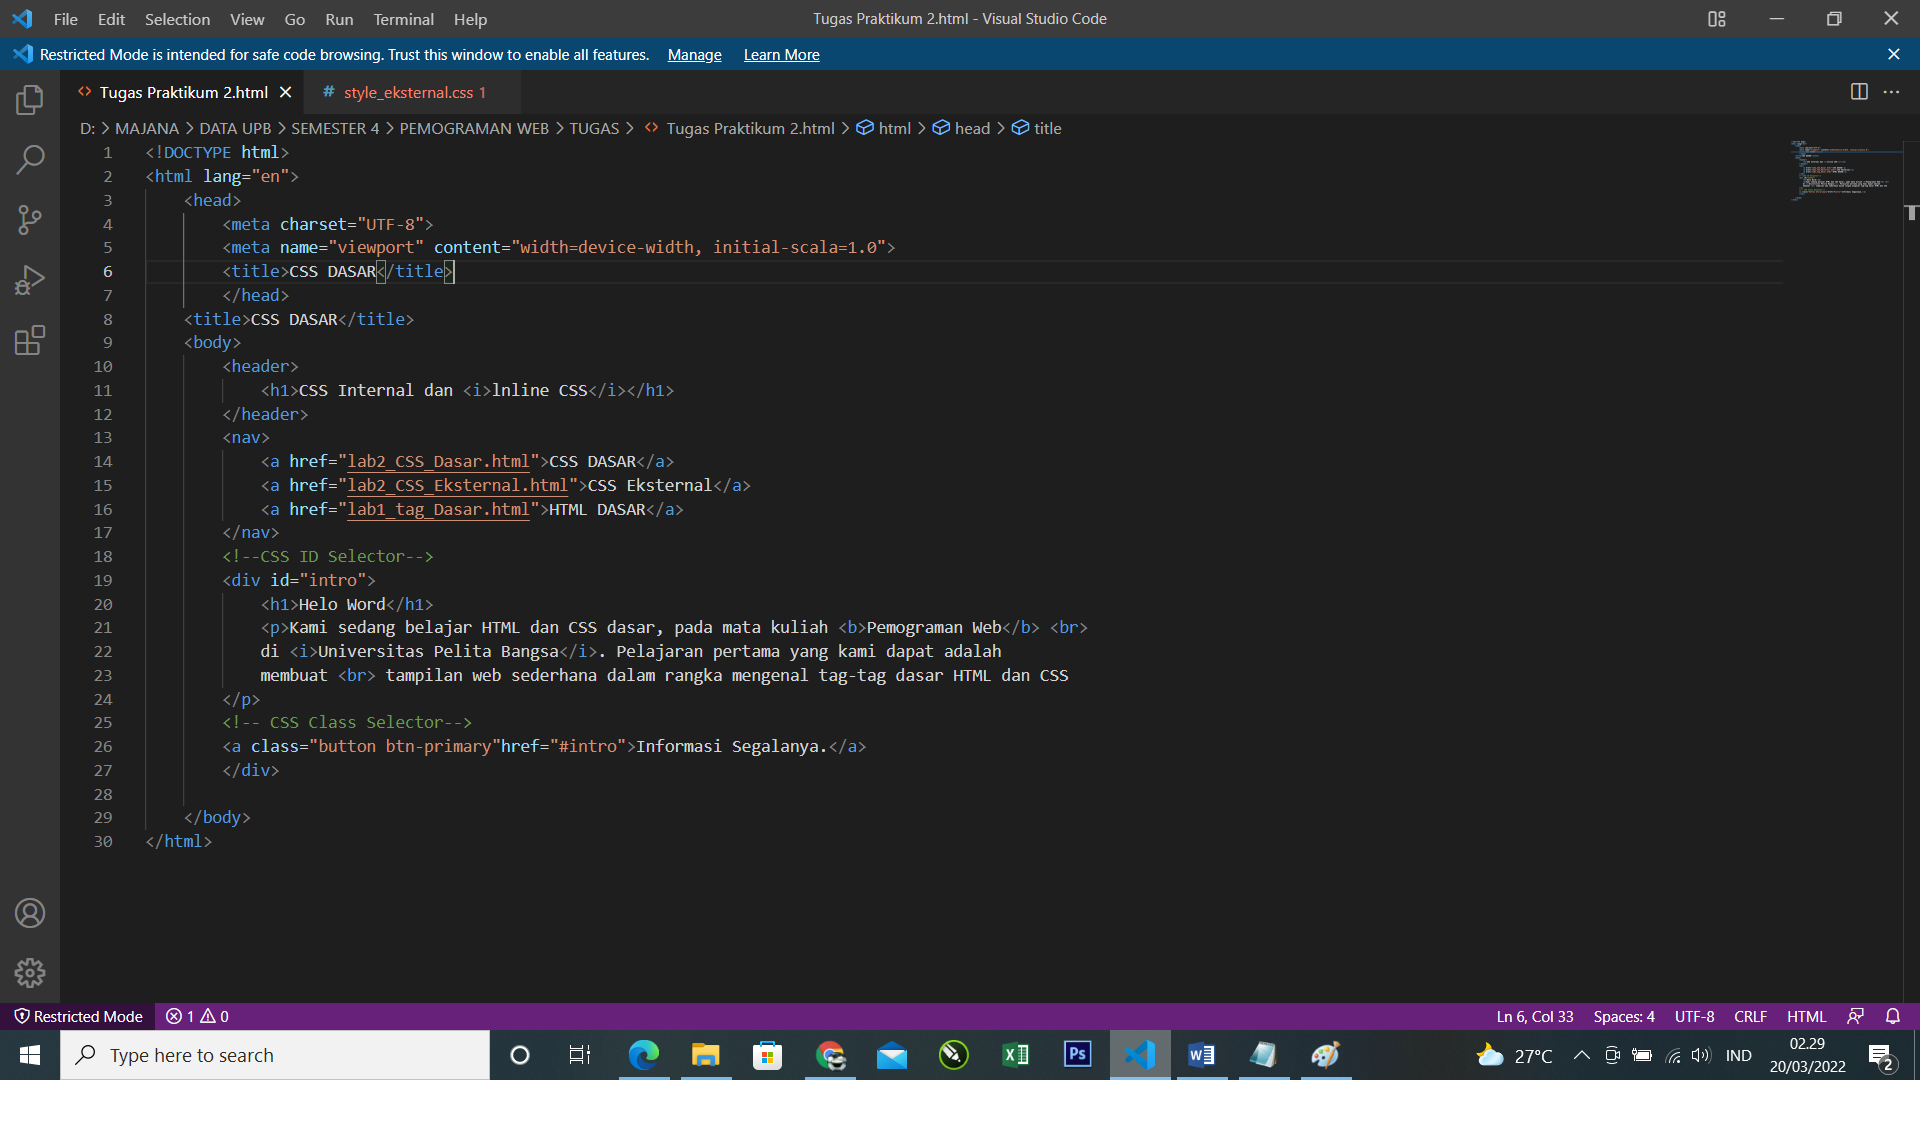 File Edit Selection View Go Run Terminal Help
Tugas Praktikum 2.html - Visual Studio Code
Restricted Mode is intended for safe code browsing. Trust this window to enable all features. Manage Learn More
Tugas Praktikum 2.html
# style_eksternal.css 1
D: > MAJANA > DATA UPB > SEMESTER 4 > PEMOGRAMAN WEB > TUGAS > Tugas Praktikum 2.html > html > head > title
1 <!DOCTYPE html>
2 <html lang="en">
3 <head>
4 <meta charset="UTF-8">
5 <meta name="viewport" content="width=device-width, initial-scala=1.0">
6 <title>CSS DASAR</title>
7 </head>
8 <title>CSS DASAR</title>
9 <body>
10 <header>
11 <h1>CSS Internal dan <i>lnline CSS</i></h1>
12 </header>
13 <nav>
14 <a href="lab2_CSS_Dasar.html">CSS DASAR</a>
15 <a href="lab2_CSS_Eksternal.html">CSS Eksternal</a>
16 <a href="lab1_tag_Dasar.html">HTML DASAR</a>
17 </nav>
18 <!--CSS ID Selector-->
19 <div id="intro">
20 <h1>Helo Word</h1>
21 <p>Kami sedang belajar HTML dan CSS dasar, pada mata kuliah <b>Pemograman Web</b> <br>
22 di <i>Universitas Pelita Bangsa</i>. Pelajaran pertama yang kami dapat adalah
23 membuat <br> tampilan web sederhana dalam rangka mengenal tag-tag dasar HTML dan CSS
24 </p>
25 <!-- CSS Class Selector-->
26 <a class="button btn-primary"href="#intro">Informasi Segalanya.</a>
27 </div>
28
29 </body>
30 </html>
Restricted Mode 1 0
Ln 6, Col 33 Spaces: 4 UTF-8 CRLF HTML
Type here to search
Ps
27°C
IND
02.29
20/03/2022
2